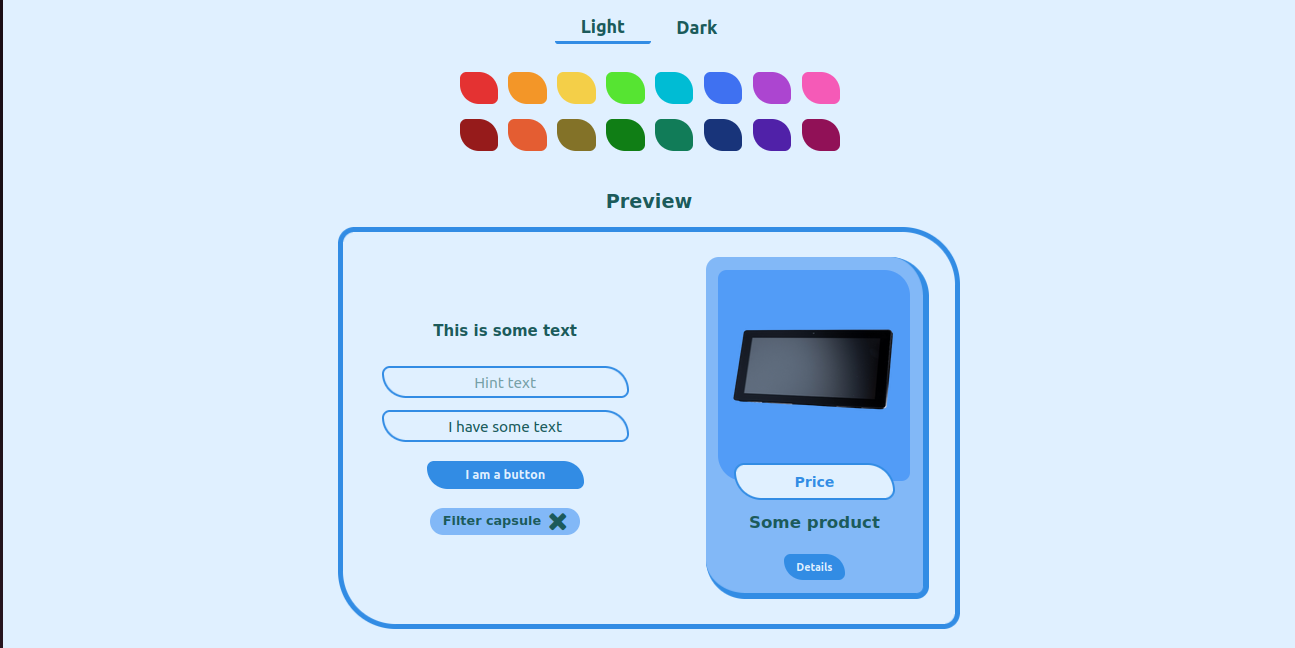 Light
Dark
Preview
This is some text
Hint text
I have some text
I am a button
Filter capsule
Price
Some product
Details